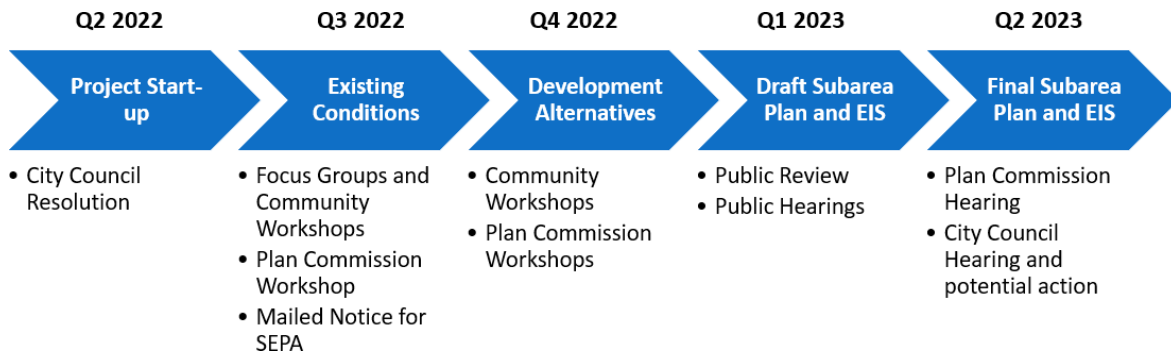 Q2 2022
Q3 2022
Q4 2022
Q1 2023
Q2 2023
Project Start-
up
Existing
Conditions
Development
Alternatives
Draft Subarea
Plan and EIS
Final Subarea
Plan and EIS
• City Council
Resolution
• Focus Groups and
Community
Workshops
• Plan Commission
Workshop
• Mailed Notice for
SEPA
• Community
Workshops
• Plan Commission
Workshops
• Public Review
• Public Hearings
• Plan Commission
Hearing
• City Council
Hearing and
potential action